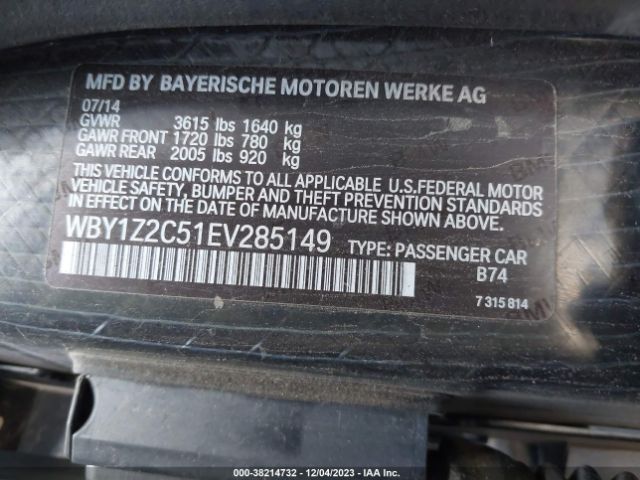 MFD BY BAYERISCHE MOTOREN WERKE AG
07/14
GVWR 3615 lbs 1640 kg
GAWR FRONT 1720 lbs 780 kg
GAWR REAR 2005 lbs 920 kg
THIS VEHICLE CONFORMS TO ALL APPLICABLE U.S.FEDERAL MOTOR
VEHICLE SAFETY, BUMPER AND THEFT PREVENTION STANDARDS
IN EFFECT ON THE DATE OF MANUFACTURE SHOWN ABOVE.
WBY1Z2C51EV285149 TYPE: PASSENGER CAR
B74
7 315 814
000-38214732 - 12/04/2023 - IAA Inc.